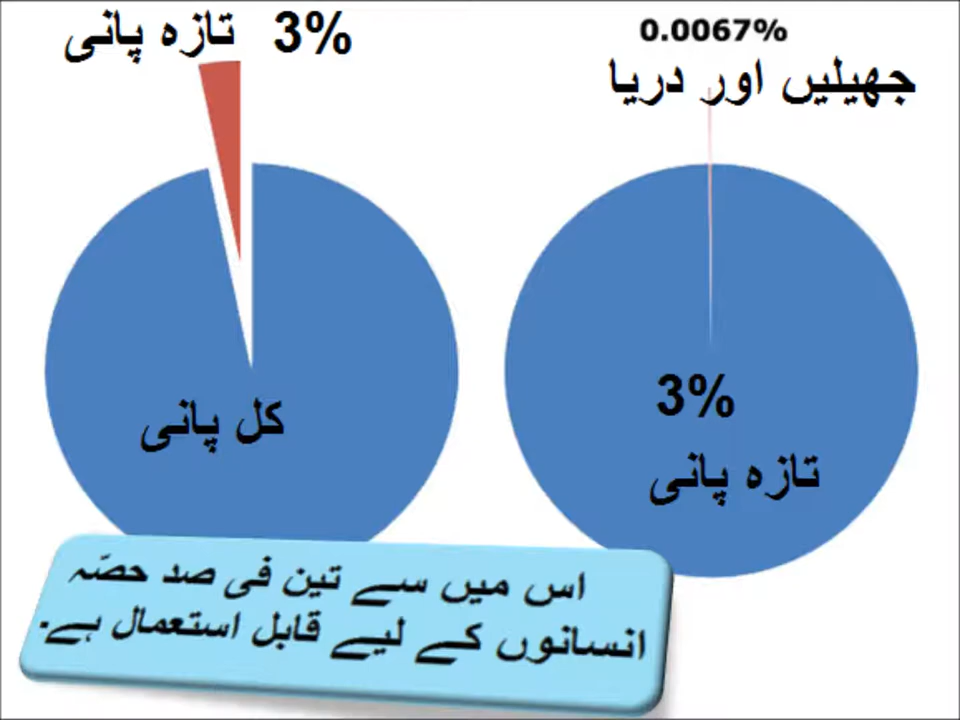 3% تازہ پانی
کل پانی
0.0067%
جھیلیں اور دریا
3%
تازہ پانی
اس میں سے تین فی صد حصّہ
انسانوں کے لیے قابل استعمال ہے۔